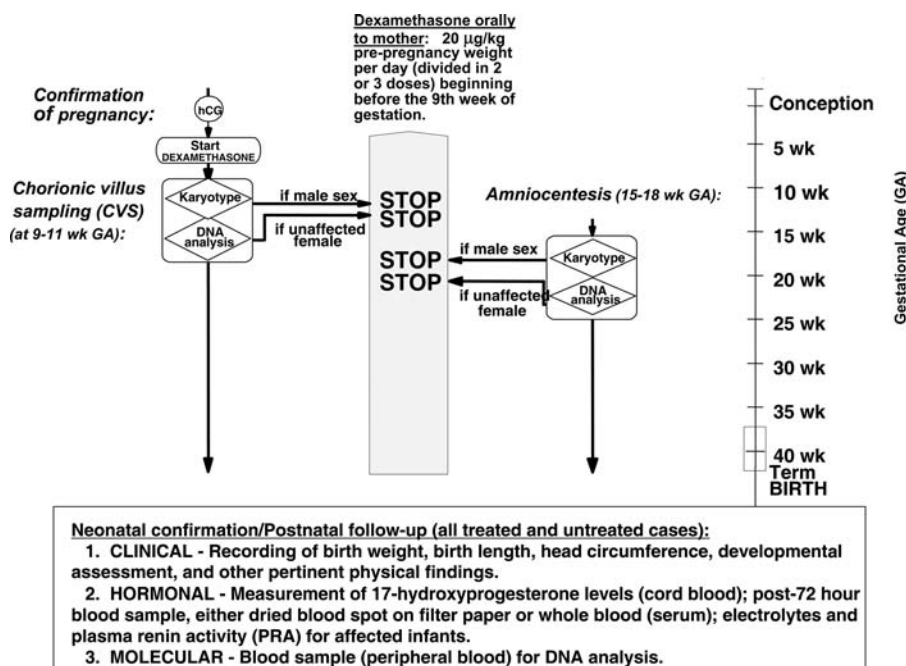 Dexamethasone orally
to mother: 20 μg/kg
pre-pregnancy weight
per day (divided in 2
or 3 doses) beginning
before the 9th week of
gestation.
Confirmation
of pregnancy:
hCG
Start
DEXAMETHASONE
Chorionic villus
sampling (CVS)
(at 9-11 wk GA):
Karyotype
DNA
analysis
if male sex
if unaffected
female
STOP
STOP
STOP
STOP
Amniocentesis (15-18 wk GA):
if male sex
if unaffected
female
Karyotype
DNA
analysis
Conception
5 wk
10 wk
15 wk
20 wk
25 wk
30 wk
35 wk
40 wk
Term
BIRTH
Gestational Age (GA)
Neonatal confirmation/Postnatal follow-up (all treated and untreated cases):
1. CLINICAL - Recording of birth weight, birth length, head circumference, developmental
assessment, and other pertinent physical findings.
2. HORMONAL - Measurement of 17-hydroxyprogesterone levels (cord blood); post-72 hour
blood sample, either dried blood spot on filter paper or whole blood (serum); electrolytes and
plasma renin activity (PRA) for affected infants.
3. MOLECULAR - Blood sample (peripheral blood) for DNA analysis.